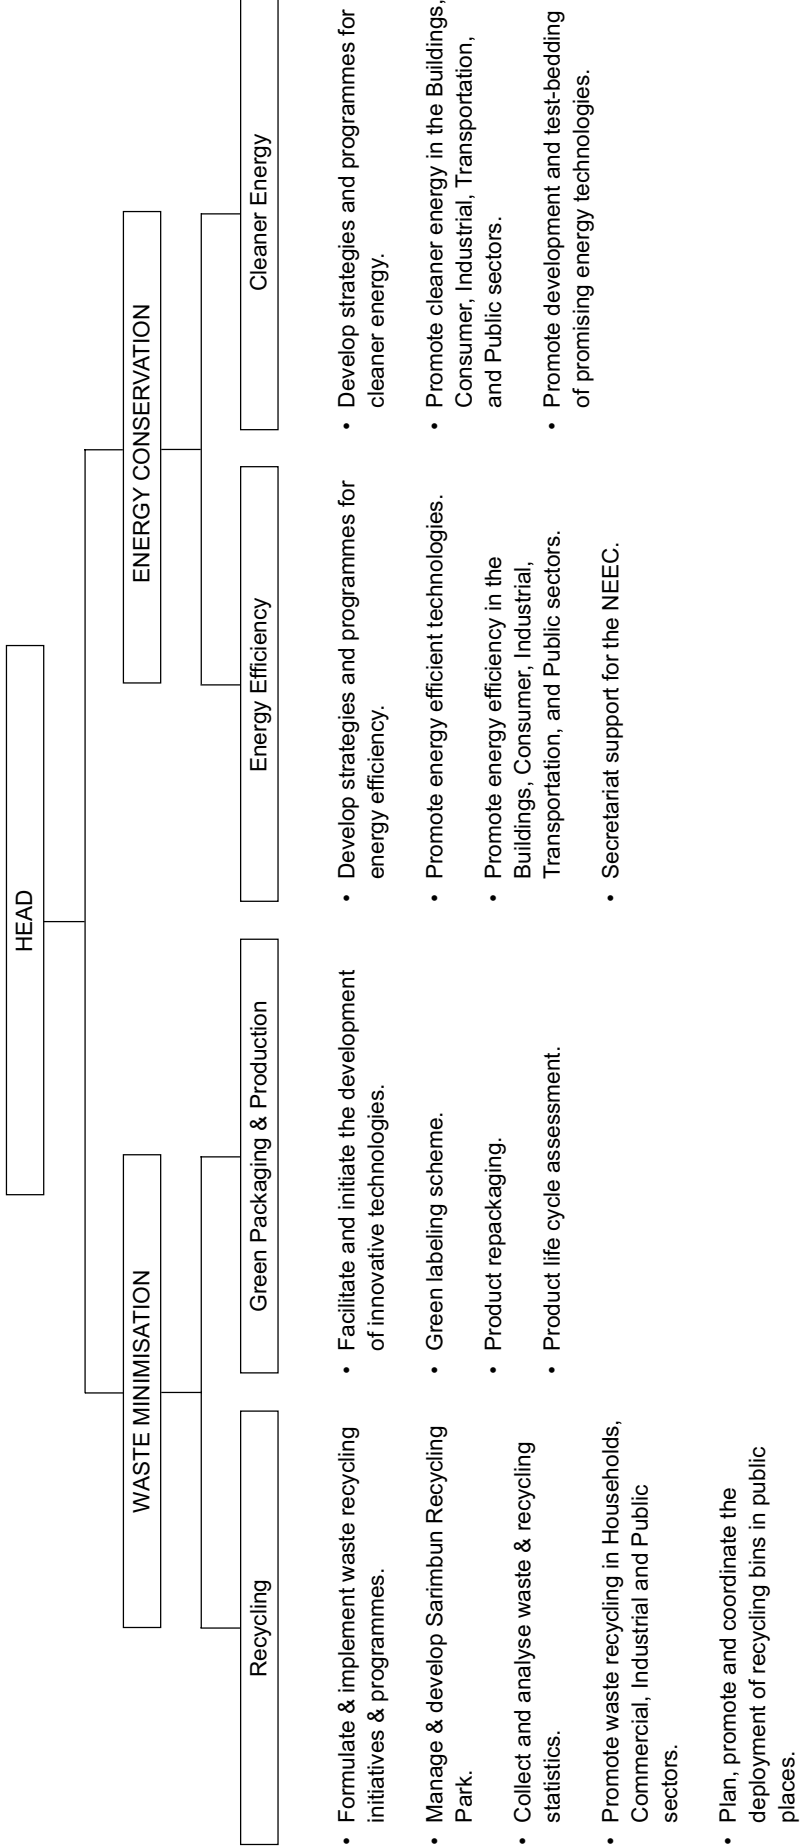 HEAD
WASTE MINIMISATION
ENERGY CONSERVATION
Recycling
Green Packaging & Production
Energy Efficiency
Cleaner Energy
• Formulate & implement waste recycling
initiatives & programmes.
• Manage & develop Sarimbun Recycling
Park.
• Collect and analyse waste & recycling
statistics.
• Promote waste recycling in Households,
Commercial, Industrial and Public
sectors.
• Plan, promote and coordinate the
deployment of recycling bins in public
places.
• Facilitate and initiate the development
of innovative technologies.
• Green labeling scheme.
• Product repackaging.
• Product life cycle assessment.
• Develop strategies and programmes for
energy efficiency.
• Promote energy efficient technologies.
• Promote energy efficiency in the
Buildings, Consumer, Industrial,
Transportation, and Public sectors.
• Secretariat support for the NEEC.
• Develop strategies and programmes for
cleaner energy.
• Promote cleaner energy in the Buildings,
Consumer, Industrial, Transportation,
and Public sectors.
• Promote development and test-bedding
of promising energy technologies.